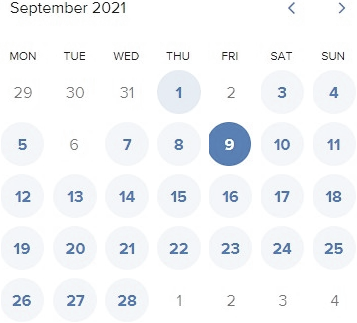 September 2021
MON TUE WED THU FRI SAT SUN
29 30 31 1 2 3 4
5 6 7 8 9 10 11
12 13 14 15 16 17 18
19 20 21 22 23 24 25
26 27 28 1 2 3 4